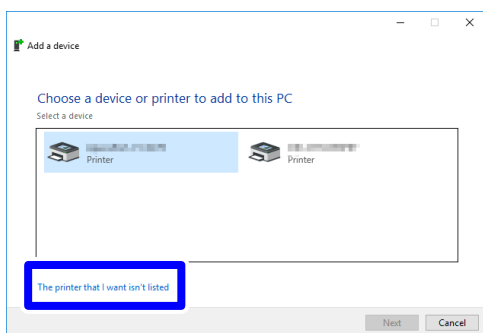 Add a device
Choose a device or printer to add to this PC
Select a device
Printer
Printer
The printer that I want isn't listed
Next
Cancel